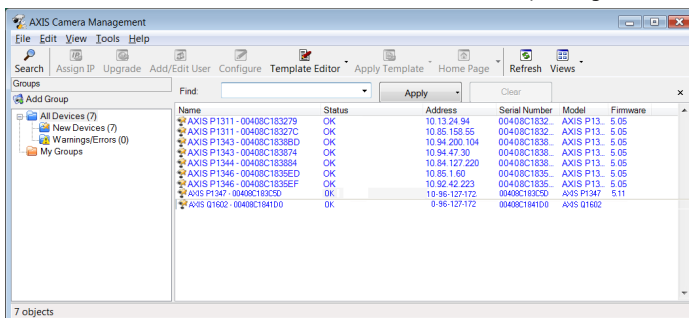 AXIS Camera Management
File Edit View Tools Help
Search Assign IP Upgrade Add/Edit User Configure Template Editor Apply Template Home Page Refresh Views
Groups
Find: Apply Clear x
Add Group
Name Status Address Serial Number Model Firmware
All Devices (7)
New Devices (7)
Warnings/Errors (0)
My Groups
AXIS P1311 - 00408C183279 OK 10.13.24.94 00408C1832... AXIS P13... 5.05
AXIS P1311 - 00408C18327C OK 10.85.158.55 00408C1832... AXIS P13... 5.05
AXIS P1343 - 00408C1838BD OK 10.94.200.104 00408C1838... AXIS P13... 5.05
AXIS P1343 - 00408C183874 OK 10.94.47.30 00408C1838... AXIS P13... 5.05
AXIS P1344 - 00408C183884 OK 10.84.127.220 00408C1838... AXIS P13... 5.05
AXIS P1346 - 00408C1835ED OK 10.85.1.60 00408C1835... AXIS P13... 5.05
AXIS P1346 - 00408C1835EF OK 10.92.42.223 00408C1835... AXIS P13... 5.05
AXIS P1347 - 00408C183C5D OK 10-96-127-172 00408C183C5D AXIS P1347 5.11
AXIS Q1602 - 00408C1841D0 OK 0-96-127-172 00408C1841D0 AXIS Q1602
7 objects